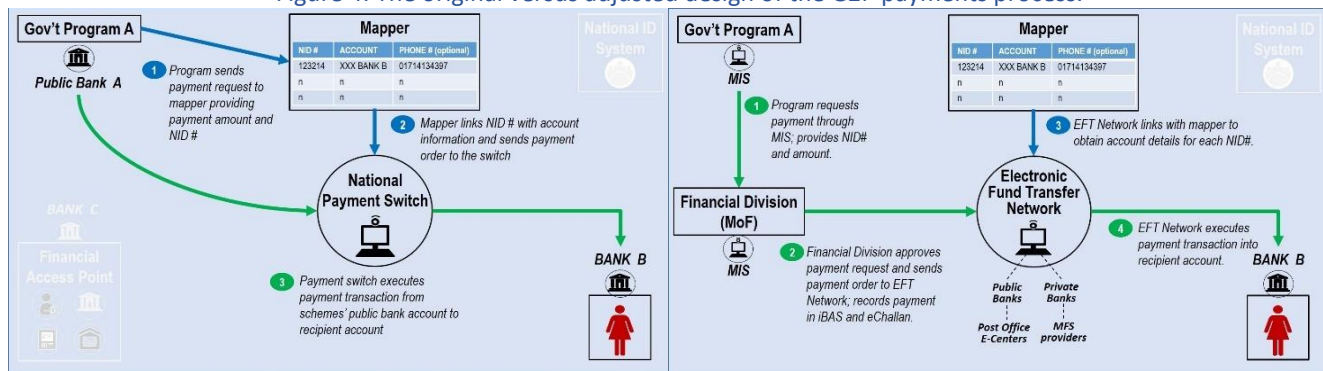 Figure 4. The original versus adjusted design of the G2P payments process.
Gov't Program A
Public Bank A
1 Program sends
payment request to
mapper providing
payment amount and
NID #
Mapper
NID # ACCOUNT PHONE # (optional)
123214 XXX BANK B 01714134397
n n n
n n n
National ID
System
2 Mapper links NID # with account
information and sends payment
order to the switch
National
Payment Switch
BANK C
Financial
Access Point
3 Payment switch executes
payment transaction from
schemes' public bank account to
recipient account
BANK B
Gov't Program A
MIS
1 Program requests
payment through
MIS; provides NID#
and amount.
Mapper
NID # ACCOUNT PHONE # (optional)
123214 XXX BANK B 01714134397
n n n
n n n
National ID
System
3 EFT Network links with mapper to
obtain account details for each NID#.
Financial Division
(MoF)
MIS
2 Financial Division approves
payment request and sends
payment order to EFT
Network; records payment
in iBAS and eChallan.
Electronic
Fund Transfer
Network
Public
Banks
Private
Banks
Post Office
E-Centers
MFS
providers
4 EFT Network executes
payment transaction into
recipient account.
BANK B